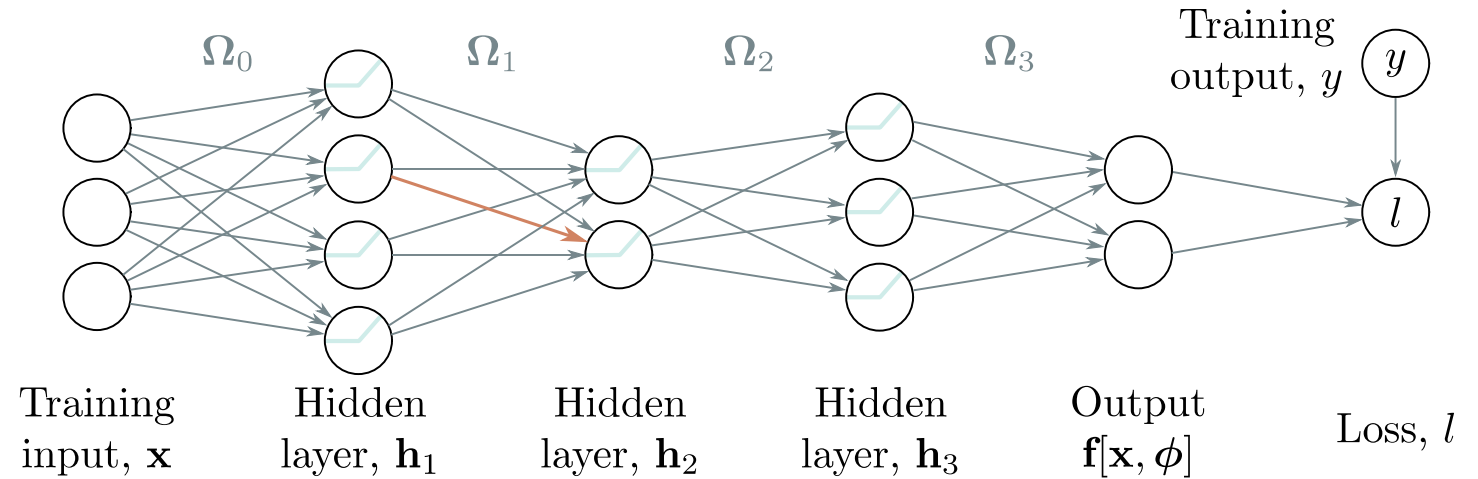 Ω₀
Ω₁
Ω₂
Ω₃
Training
output, y
y
l
Training
input, x
Hidden
layer, h₁
Hidden
layer, h₂
Hidden
layer, h₃
Output
f[x, ϕ]
Loss, l